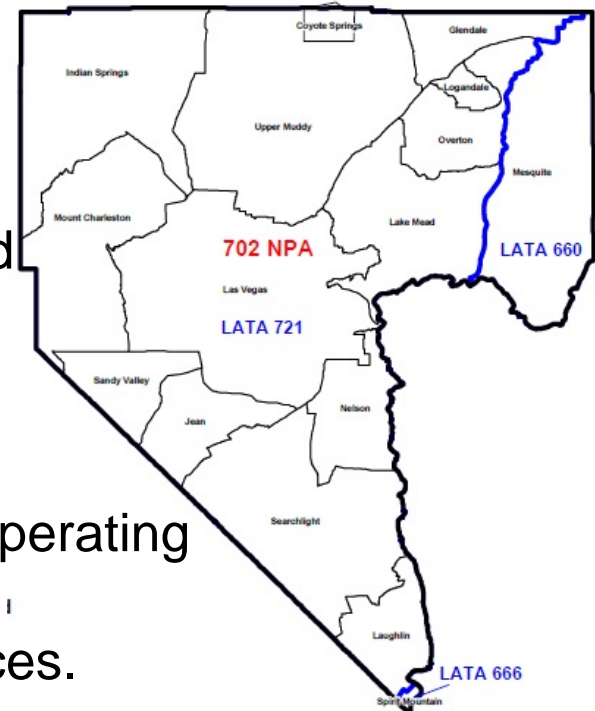 Coyote Springs
Glendale
Indian Springs
Logandale
Upper Muddy
Overton
Mesquite
Mount Charleston
Lake Mead
d
702 NPA
LATA 660
Las Vegas
LATA 721
Sandy Valley
Nelson
Jean
Searchlight
perating
ces.
Laughlin
LATA 666
Spirit Mountain